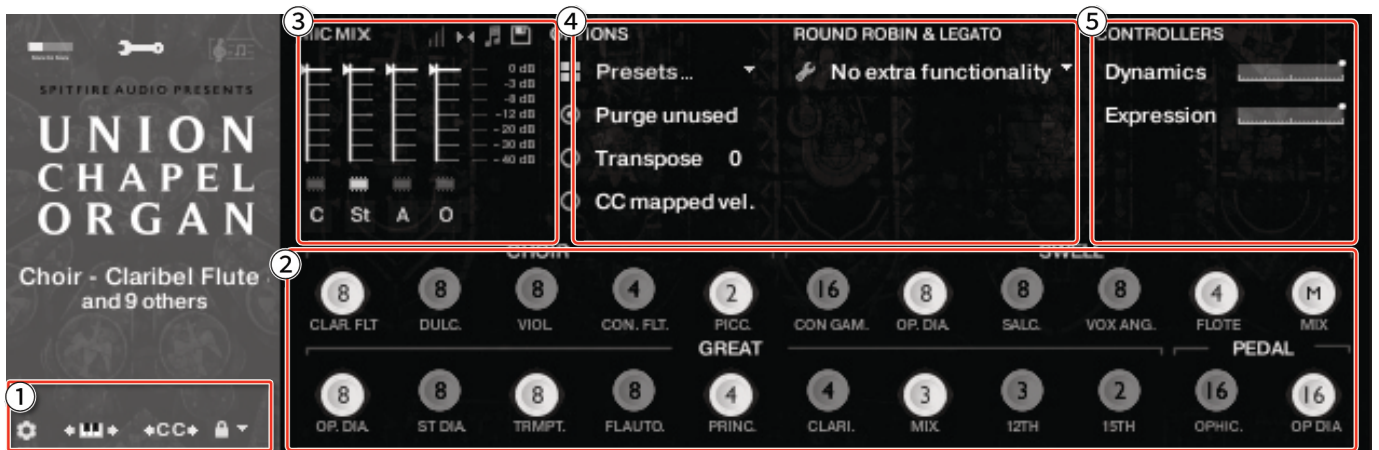 SPITFIRE AUDIO PRESENTS
UNION
CHAPEL
ORGAN
Choir - Claribel Flute
and 9 others
1
CC
3
MIC MIX
0 dB
-3 dB
-12 dB
-20 dB
-30 dB
-40 dB
C St A O
4
Presets...
Purge unused
Transpose 0
CC mapped vel.
ROUND ROBIN & LEGATO
No extra functionality
5
CONTROLLERS
Dynamics
Expression
2
CHOIR SWELL
8 8 8 4 2 16 8 8 8 4 M
CLAR. FLT DULC. VIOL. CON. FLT. PICC. CON GAM. OP. DIA. SALC. VOX ANG. FLOTE MIX
GREAT PEDAL
8 8 8 8 4 4 3 3 2 16 16
OP. DIA. ST DIA. TRMPT. FLAUTO. PRINC. CLARI. MIX. 12TH 15TH OPHIC. OP DIA